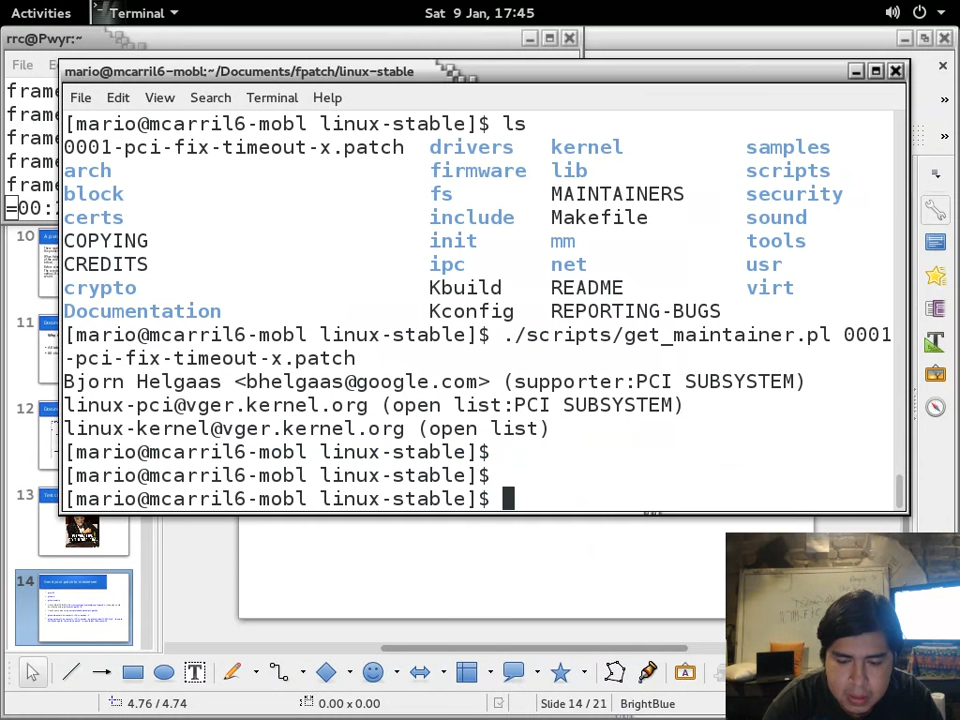 Activities
Terminal
Sat 9 Jan, 17:45
rrc@Pwyr:~
File
mario@mcarril6-mobl:~/Documents/fpatch/linux-stable
File Edit View Search Terminal Help
frame
frame
frame
frame
frame
=00:
[mario@mcarril6-mobl linux-stable]$ ls
0001-pci-fix-timeout-x.patch drivers kernel samples
arch firmware lib scripts
block fs MAINTAINERS security
certs include Makefile sound
COPYING init mm tools
CREDITS ipc net usr
crypto Kbuild README virt
Documentation Kconfig REPORTING-BUGS
[mario@mcarril6-mobl linux-stable]$ ./scripts/get_maintainer.pl 0001
-pci-fix-timeout-x.patch
Bjorn Helgaas <bhelgaas@google.com> (supporter:PCI SUBSYSTEM)
linux-pci@vger.kernel.org (open list:PCI SUBSYSTEM)
linux-kernel@vger.kernel.org (open list)
[mario@mcarril6-mobl linux-stable]$
[mario@mcarril6-mobl linux-stable]$
[mario@mcarril6-mobl linux-stable]$
10
11
12
13
14
4.76 / 4.74
0.00 x 0.00
Slide 14 / 21
BrightBlue